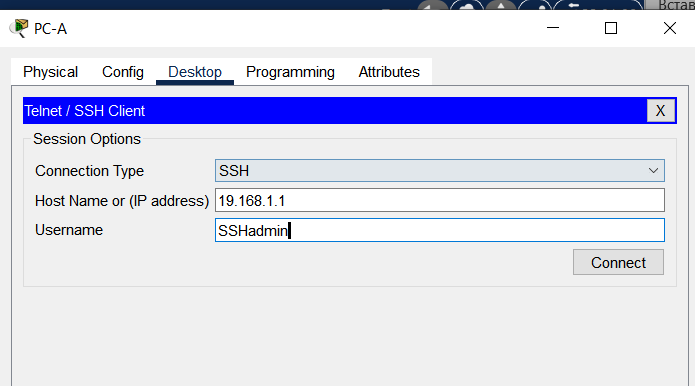 Встав
PC-A
Physical Config Desktop Programming Attributes
Telnet / SSH Client X
Session Options
Connection Type SSH
Host Name or (IP address) 19.168.1.1
Username SSHadmin
Connect